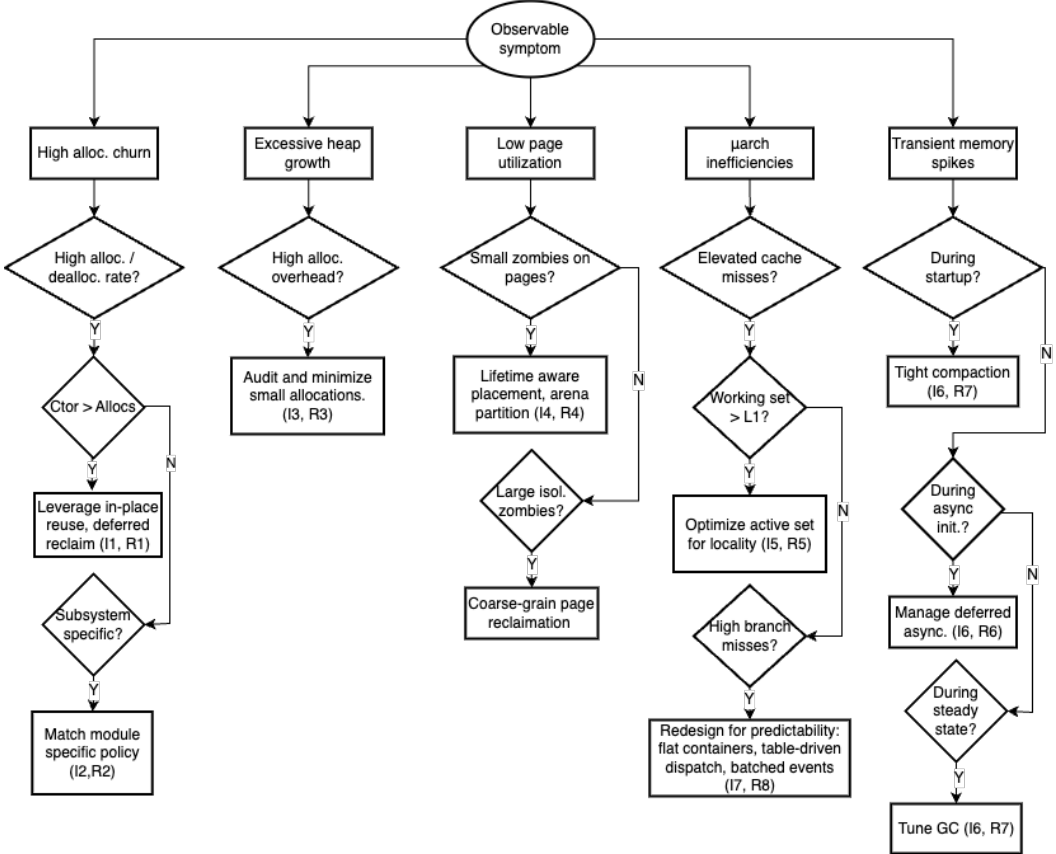 Observable
symptom
High alloc. churn
Excessive heap
growth
Low page
utilization
µarch
inefficiencies
Transient memory
spikes
High alloc. /
dealloc. rate?
High alloc.
overhead?
Small zombies on
pages?
Elevated cache
misses?
During
startup?
Y
Y
Y
Y
Y
N
N
Ctor > Allocs
Audit and minimize
small allocations.
(I3, R3)
Lifetime aware
placement, arena
partition (I4, R4)
Working set
> L1?
Tight compaction
(I6, R7)
Y
N
Y
N
Leverage in-place
reuse, deferred
reclaim (I1, R1)
Large isol.
zombies?
Optimize active set
for locality (I5, R5)
During
async
init.?
Y
Y
N
Subsystem
specific?
Coarse-grain page
reclaimation
High branch
misses?
Manage deferred
async. (I6, R6)
Y
Y
During
steady
state?
Match module
specific policy
(I2,R2)
Redesign for predictability:
flat containers, table-driven
dispatch, batched events
(I7, R8)
Y
Tune GC (I6, R7)